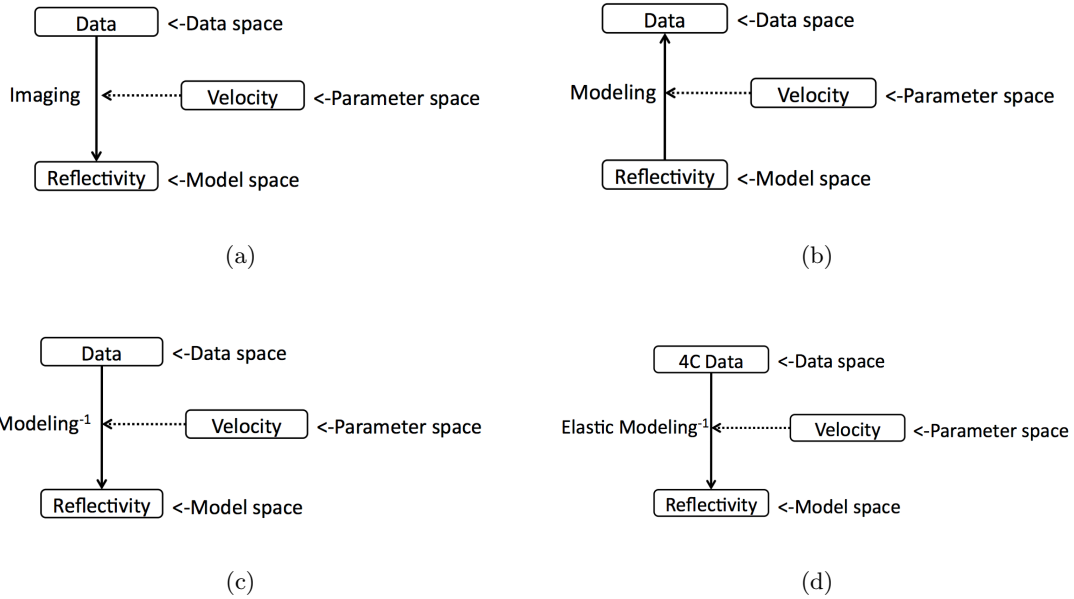 Data <-Data space
Imaging Velocity <-Parameter space
Reflectivity <-Model space
(a)
Data <-Data space
Modeling Velocity <-Parameter space
Reflectivity <-Model space
(b)
Data <-Data space
Modeling-1 Velocity <-Parameter space
Reflectivity <-Model space
(c)
4C Data <-Data space
Elastic Modeling-1 Velocity <-Parameter space
Reflectivity <-Model space
(d)